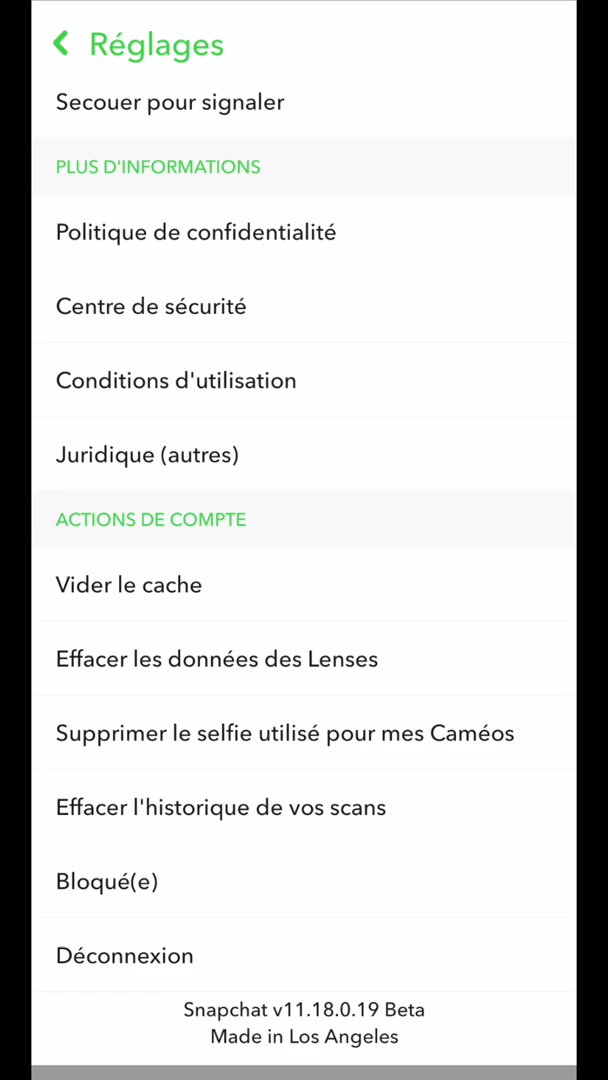 Réglages
Secouer pour signaler
PLUS D'INFORMATIONS
Politique de confidentialité
Centre de sécurité
Conditions d'utilisation
Juridique (autres)
ACTIONS DE COMPTE
Vider le cache
Effacer les données des Lenses
Supprimer le selfie utilisé pour mes Caméos
Effacer l'historique de vos scans
Bloqué(e)
Déconnexion
Snapchat v11.18.0.19 Beta
Made in Los Angeles